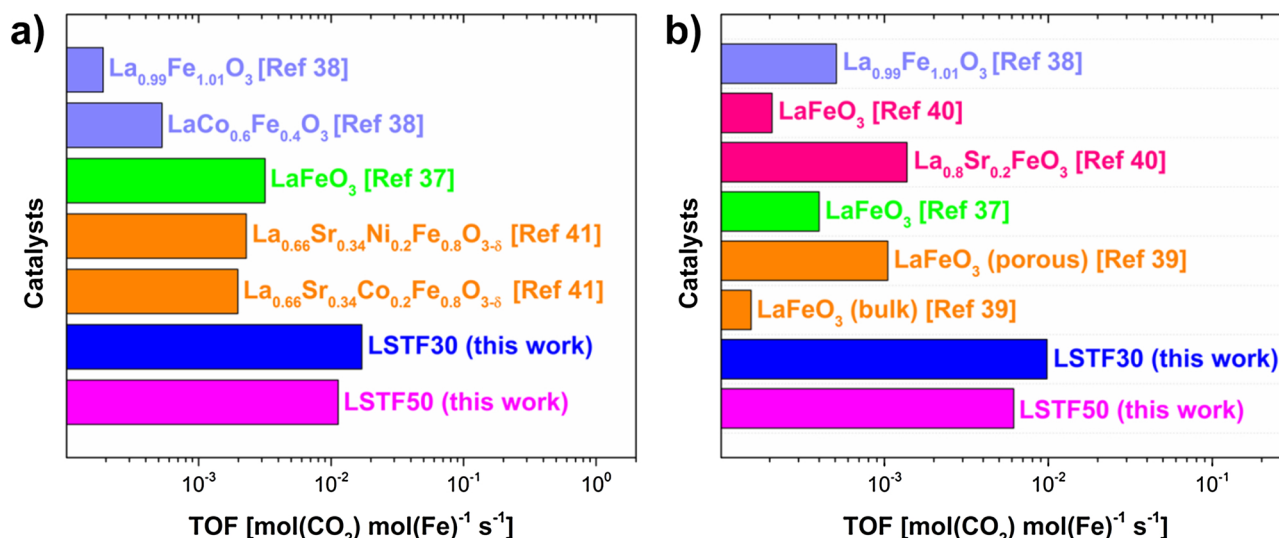 a)
Catalysts
La0.99Fe1.01O3 [Ref 38]
LaCo0.6Fe0.4O3 [Ref 38]
LaFeO3 [Ref 37]
La0.66Sr0.34Ni0.2Fe0.8O3-δ [Ref 41]
La0.66Sr0.34Co0.2Fe0.8O3-δ [Ref 41]
LSTF30 (this work)
LSTF50 (this work)
10-3 10-2 10-1 100
TOF [mol(CO2) mol(Fe)-1 s-1]
b)
Catalysts
La0.99Fe1.01O3 [Ref 38]
LaFeO3 [Ref 40]
La0.8Sr0.2FeO3 [Ref 40]
LaFeO3 [Ref 37]
LaFeO3 (porous) [Ref 39]
LaFeO3 (bulk) [Ref 39]
LSTF30 (this work)
LSTF50 (this work)
10-3 10-2 10-1
TOF [mol(CO2) mol(Fe)-1 s-1]